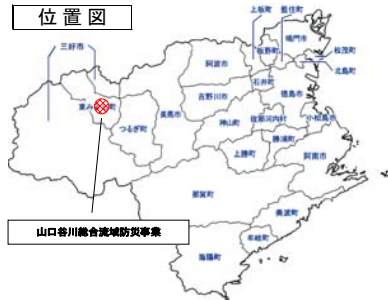 位置図
上板町
藍住町
三好市
鳴門市
松茂町
板野町
北島町
阿波市
石井町
徳島市
東み
町
吉野川市
美馬市
つるぎ町
神山町
佐那河内村
小松島市
勝浦町
上勝町
阿南市
那賀町
山口谷川総合流域防災事業
美波町
牟岐町
海陽町